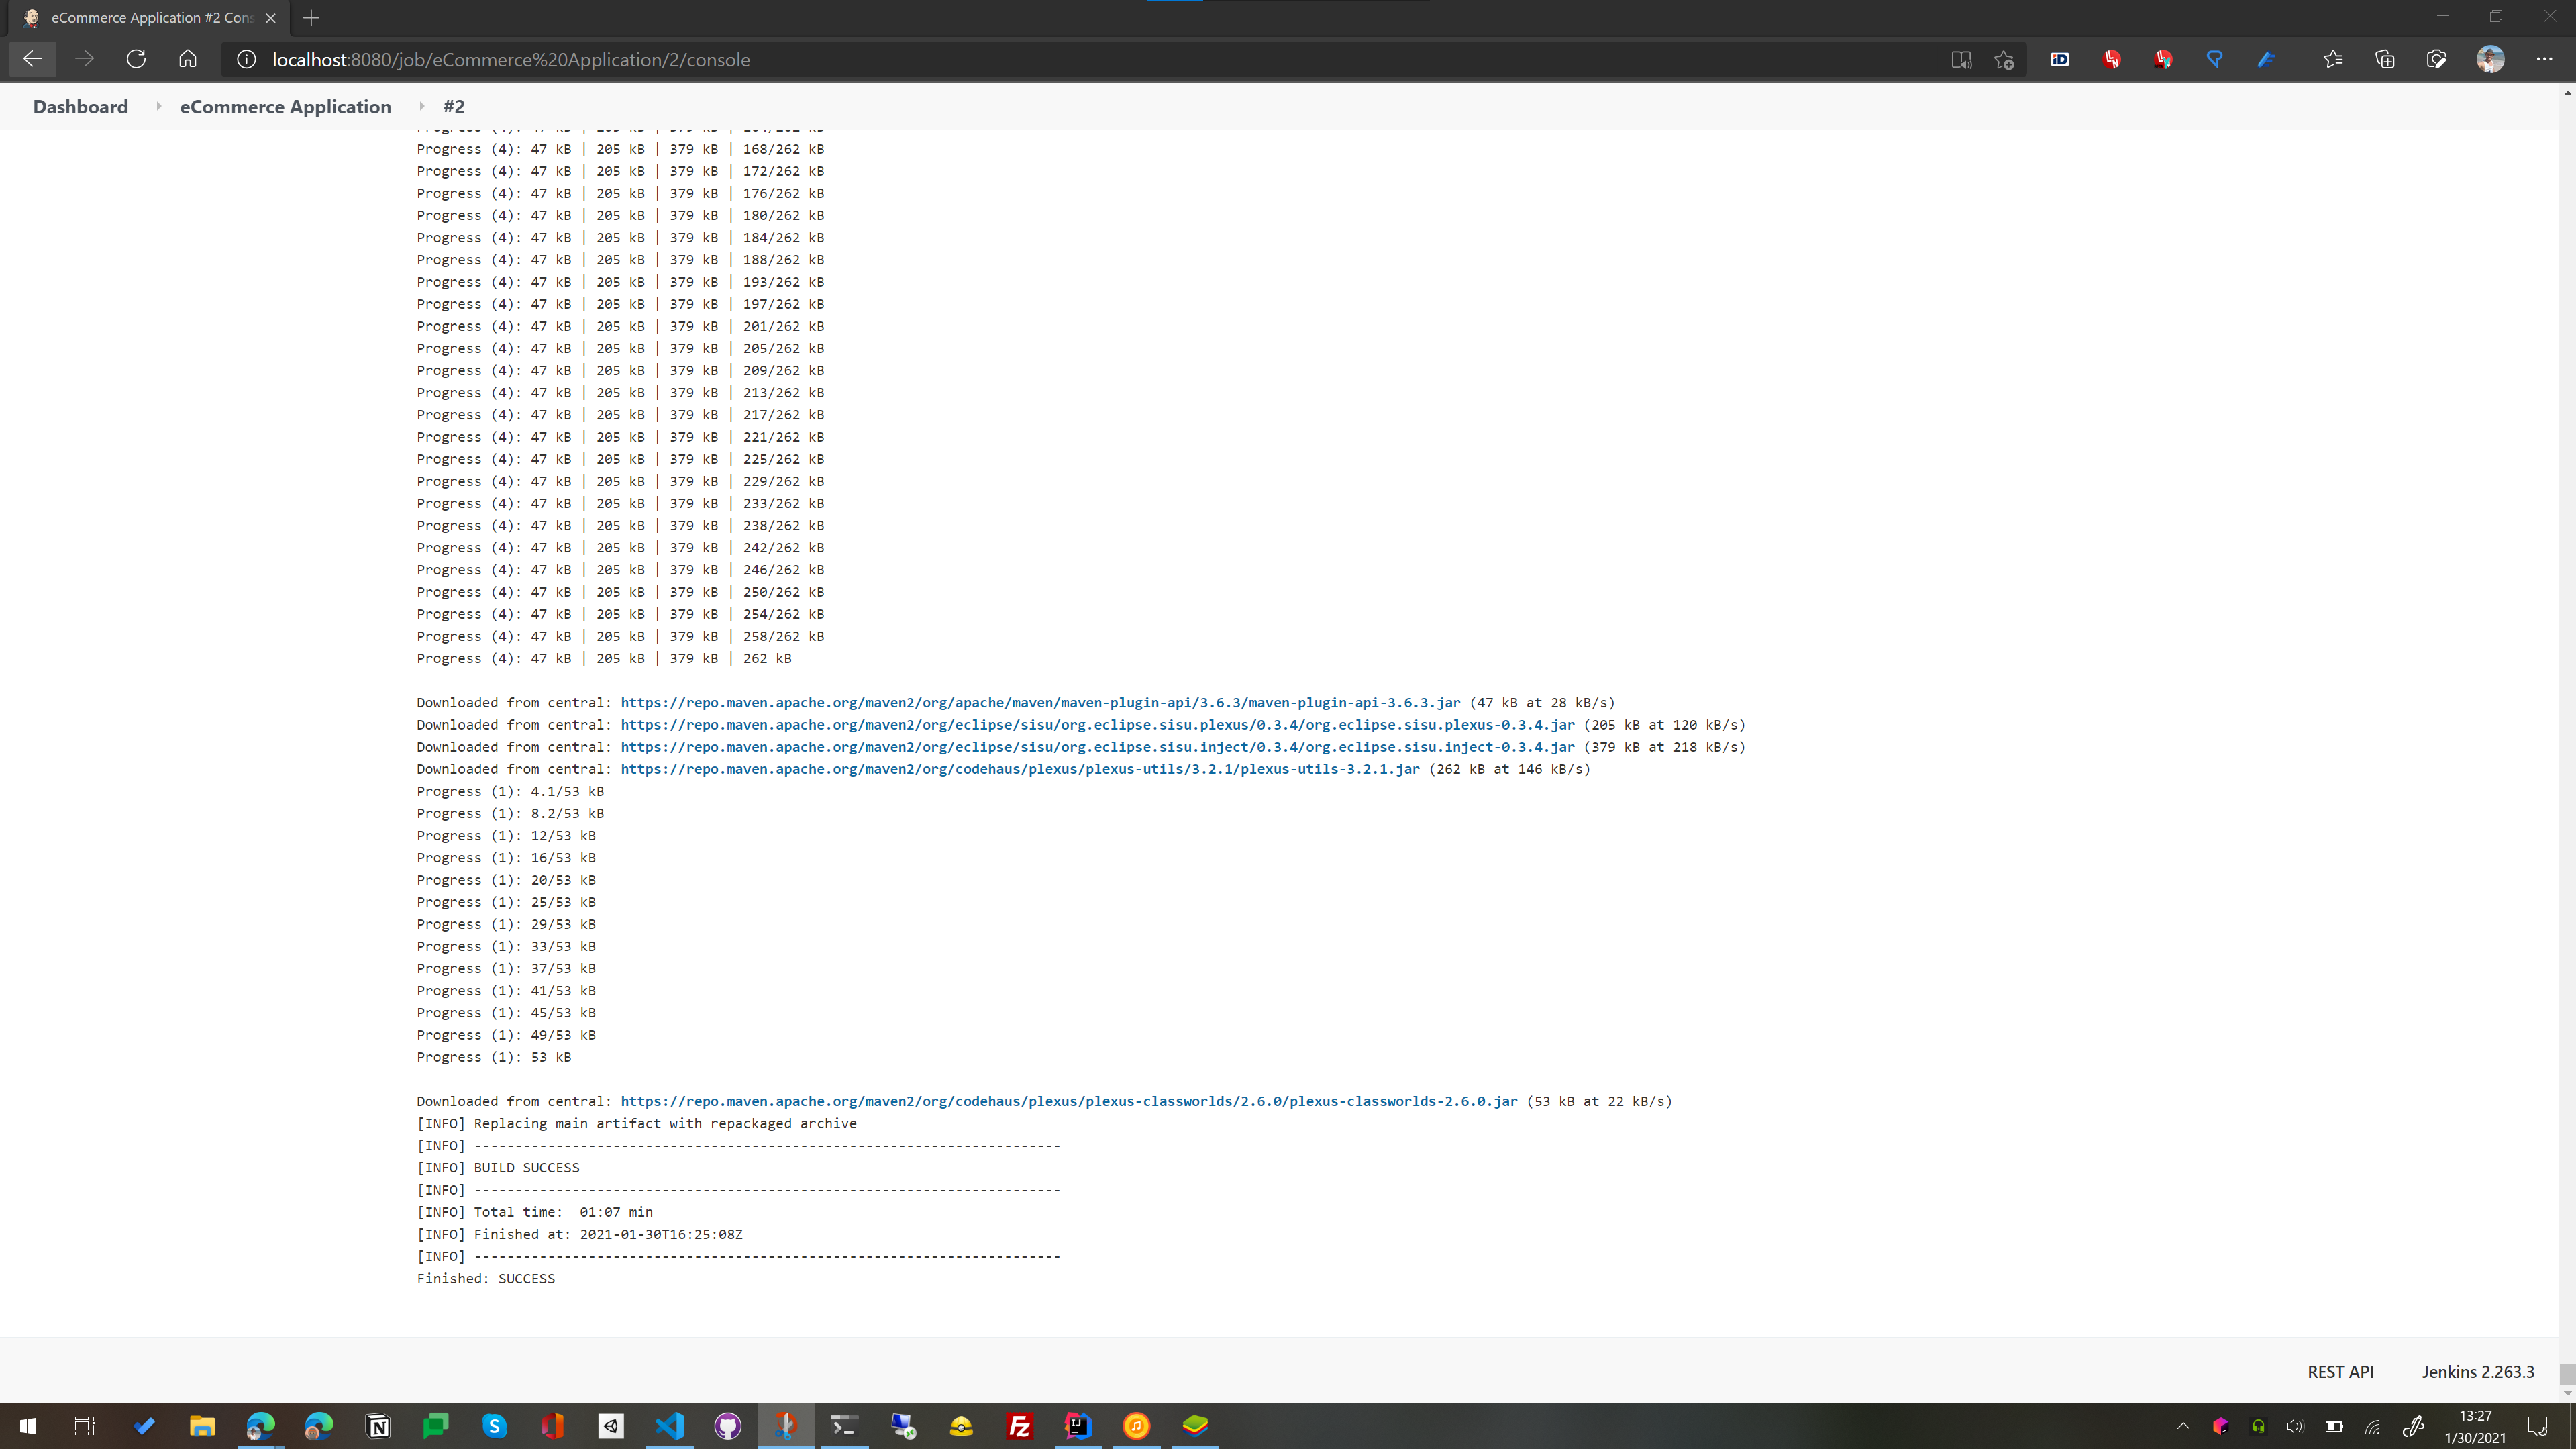 eCommerce Application #2 Cons
localhost:8080/job/eCommerce%20Application/2/console
Dashboard eCommerce Application #2
Progress (4): 47 kB | 205 kB | 379 kB | 164/262 kB
Progress (4): 47 kB | 205 kB | 379 kB | 168/262 kB
Progress (4): 47 kB | 205 kB | 379 kB | 172/262 kB
Progress (4): 47 kB | 205 kB | 379 kB | 176/262 kB
Progress (4): 47 kB | 205 kB | 379 kB | 180/262 kB
Progress (4): 47 kB | 205 kB | 379 kB | 184/262 kB
Progress (4): 47 kB | 205 kB | 379 kB | 188/262 kB
Progress (4): 47 kB | 205 kB | 379 kB | 193/262 kB
Progress (4): 47 kB | 205 kB | 379 kB | 197/262 kB
Progress (4): 47 kB | 205 kB | 379 kB | 201/262 kB
Progress (4): 47 kB | 205 kB | 379 kB | 205/262 kB
Progress (4): 47 kB | 205 kB | 379 kB | 209/262 kB
Progress (4): 47 kB | 205 kB | 379 kB | 213/262 kB
Progress (4): 47 kB | 205 kB | 379 kB | 217/262 kB
Progress (4): 47 kB | 205 kB | 379 kB | 221/262 kB
Progress (4): 47 kB | 205 kB | 379 kB | 225/262 kB
Progress (4): 47 kB | 205 kB | 379 kB | 229/262 kB
Progress (4): 47 kB | 205 kB | 379 kB | 233/262 kB
Progress (4): 47 kB | 205 kB | 379 kB | 238/262 kB
Progress (4): 47 kB | 205 kB | 379 kB | 242/262 kB
Progress (4): 47 kB | 205 kB | 379 kB | 246/262 kB
Progress (4): 47 kB | 205 kB | 379 kB | 250/262 kB
Progress (4): 47 kB | 205 kB | 379 kB | 254/262 kB
Progress (4): 47 kB | 205 kB | 379 kB | 258/262 kB
Progress (4): 47 kB | 205 kB | 379 kB | 262 kB
Downloaded from central: https://repo.maven.apache.org/maven2/org/apache/maven/maven-plugin-api/3.6.3/maven-plugin-api-3.6.3.jar (47 kB at 28 kB/s)
Downloaded from central: https://repo.maven.apache.org/maven2/org/eclipse/sisu/org.eclipse.sisu.plexus/0.3.4/org.eclipse.sisu.plexus-0.3.4.jar (205 kB at 120 kB/s)
Downloaded from central: https://repo.maven.apache.org/maven2/org/eclipse/sisu/org.eclipse.sisu.inject/0.3.4/org.eclipse.sisu.inject-0.3.4.jar (379 kB at 218 kB/s)
Downloaded from central: https://repo.maven.apache.org/maven2/org/codehaus/plexus/plexus-utils/3.2.1/plexus-utils-3.2.1.jar (262 kB at 146 kB/s)
Progress (1): 4.1/53 kB
Progress (1): 8.2/53 kB
Progress (1): 12/53 kB
Progress (1): 16/53 kB
Progress (1): 20/53 kB
Progress (1): 25/53 kB
Progress (1): 29/53 kB
Progress (1): 33/53 kB
Progress (1): 37/53 kB
Progress (1): 41/53 kB
Progress (1): 45/53 kB
Progress (1): 49/53 kB
Progress (1): 53 kB
Downloaded from central: https://repo.maven.apache.org/maven2/org/codehaus/plexus/plexus-classworlds/2.6.0/plexus-classworlds-2.6.0.jar (53 kB at 22 kB/s)
[INFO] Replacing main artifact with repackaged archive
[INFO] ------------------------------------------------------------------------
[INFO] BUILD SUCCESS
[INFO] ------------------------------------------------------------------------
[INFO] Total time:  01:07 min
[INFO] Finished at: 2021-01-30T16:25:08Z
[INFO] ------------------------------------------------------------------------
Finished: SUCCESS
REST API Jenkins 2.263.3
13:27
1/30/2021